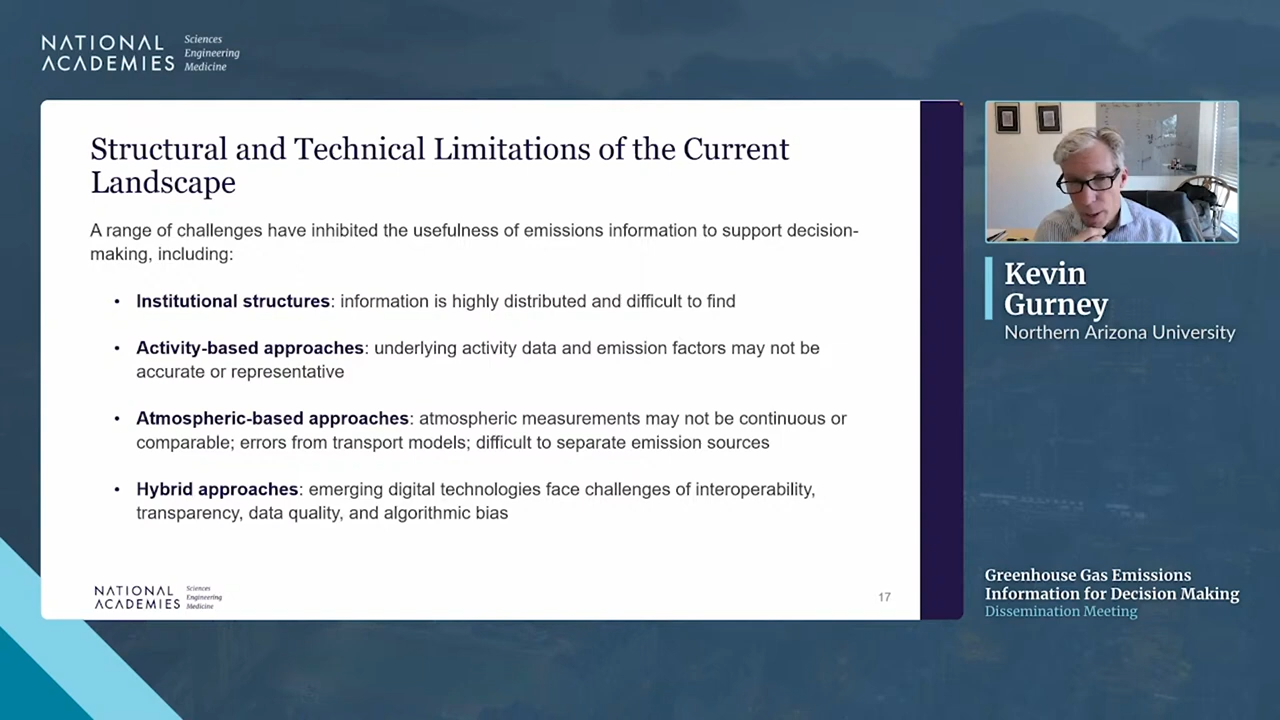 NATIONAL
ACADEMIES
Sciences
Engineering
Medicine
Structural and Technical Limitations of the Current
Landscape
A range of challenges have inhibited the usefulness of emissions information to support decision-
making, including:
• Institutional structures: information is highly distributed and difficult to find
• Activity-based approaches: underlying activity data and emission factors may not be
accurate or representative
• Atmospheric-based approaches: atmospheric measurements may not be continuous or
comparable; errors from transport models; difficult to separate emission sources
• Hybrid approaches: emerging digital technologies face challenges of interoperability,
transparency, data quality, and algorithmic bias
NATIONAL
ACADEMIES
Sciences
Engineering
Medicine
17
Kevin
Gurney
Northern Arizona University
Greenhouse Gas Emissions
Information for Decision Making
Dissemination Meeting